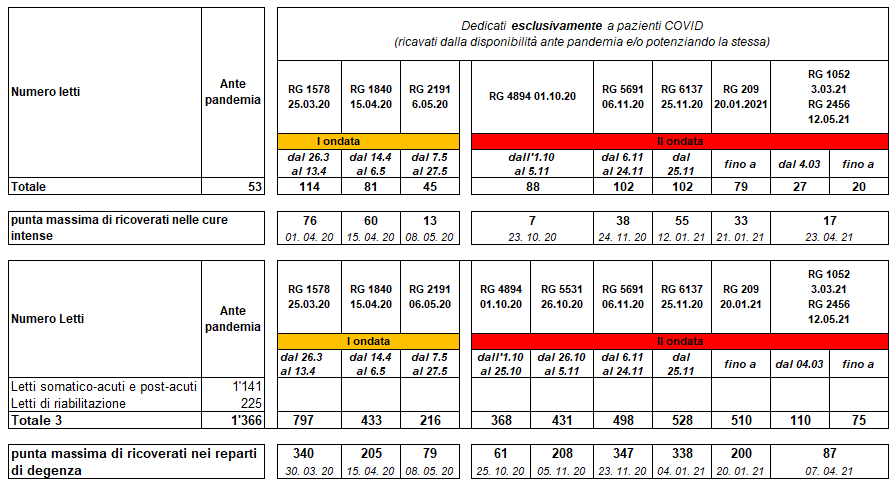 Dedicati esclusivamente a pazienti COVID
(ricavati dalla disponibilità ante pandemia e/o potenziando la stessa)
Numero letti
Ante
pandemia
RG 1578
25.03.20
RG 1840
15.04.20
RG 2191
6.05.20
RG 4894 01.10.20
RG 5691
06.11.20
RG 6137
25.11.20
RG 209
20.01.2021
RG 1052
3.03.21
RG 2456
12.05.21
I ondata
II ondata
dal 26.3
al 13.4
dal 14.4
al 6.5
dal 7.5
al 27.5
dall'1.10
al 5.11
dal 6.11
al 24.11
dal
25.11
fino a
dal 4.03
fino a
Totale 53 114 81 45 88 102 102 79 27 20
punta massima di ricoverati nelle cure
intense
76 60 13 7 38 55 33 17
01. 04. 20 15. 04. 20 08. 05. 20 23. 10. 20 24. 11. 20 12. 01. 21 21. 01. 21 23. 04. 21
Numero Letti
Ante
pandemia
RG 1578
25.03.20
RG 1840
15.04.20
RG 2191
06.05.20
RG 4894
01.10.20
RG 5531
26.10.20
RG 5691
06.11.20
RG 6137
25.11.20
RG 209
20.01.21
RG 1052
3.03.21
RG 2456
12.05.21
I ondata
II ondata
dal 26.3
al 13.4
dal 14.4
al 6.5
dal 7.5
al 27.5
dall'1.10
al 25.10
dal 26.10
al 5.11
dal 6.11
al 24.11
dal
25.11
fino a
dal 04.03
fino a
Letti somatico-acuti e post-acuti 1'141
Letti di riabilitazione 225
Totale 3 1'366 797 433 216 368 431 498 528 510 110 75
punta massima di ricoverati nei reparti
di degenza
340 205 79 61 208 347 338 200 87
30. 03. 20 15. 04. 20 08. 05. 20 25. 10. 20 05. 11. 20 23. 11. 20 04. 01. 21 20. 01. 21 07. 04. 21